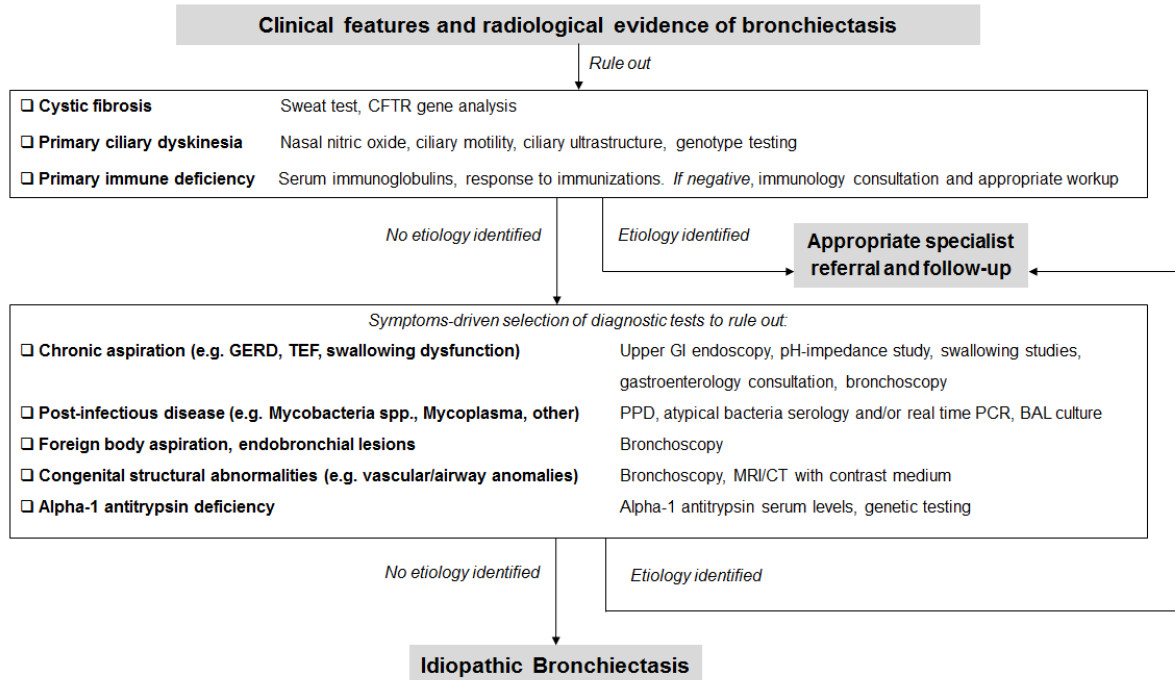 Clinical features and radiological evidence of bronchiectasis
Rule out
❑ Cystic fibrosis Sweat test, CFTR gene analysis
❑ Primary ciliary dyskinesia Nasal nitric oxide, ciliary motility, ciliary ultrastructure, genotype testing
❑ Primary immune deficiency Serum immunoglobulins, response to immunizations. If negative, immunology consultation and appropriate workup
No etiology identified Etiology identified
Appropriate specialist
referral and follow-up
Symptoms-driven selection of diagnostic tests to rule out:
❑ Chronic aspiration (e.g. GERD, TEF, swallowing dysfunction) Upper GI endoscopy, pH-impedance study, swallowing studies,
gastroenterology consultation, bronchoscopy
❑ Post-infectious disease (e.g. Mycobacteria spp., Mycoplasma, other) PPD, atypical bacteria serology and/or real time PCR, BAL culture
❑ Foreign body aspiration, endobronchial lesions Bronchoscopy
❑ Congenital structural abnormalities (e.g. vascular/airway anomalies) Bronchoscopy, MRI/CT with contrast medium
❑ Alpha-1 antitrypsin deficiency Alpha-1 antitrypsin serum levels, genetic testing
No etiology identified Etiology identified
Idiopathic Bronchiectasis